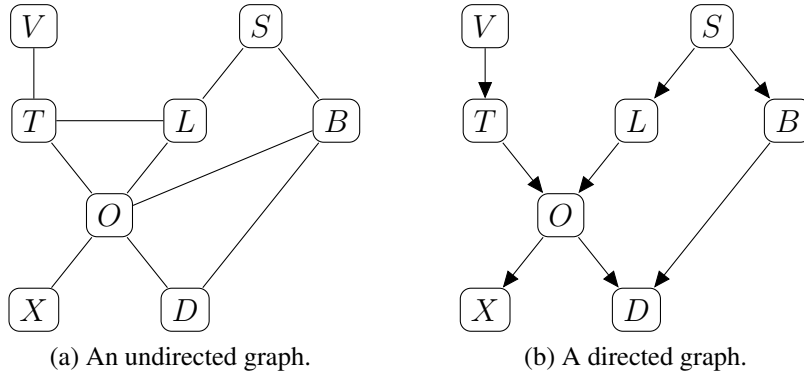 V S V S
T L B T L B
O O
X D X D
(a) An undirected graph. (b) A directed graph.